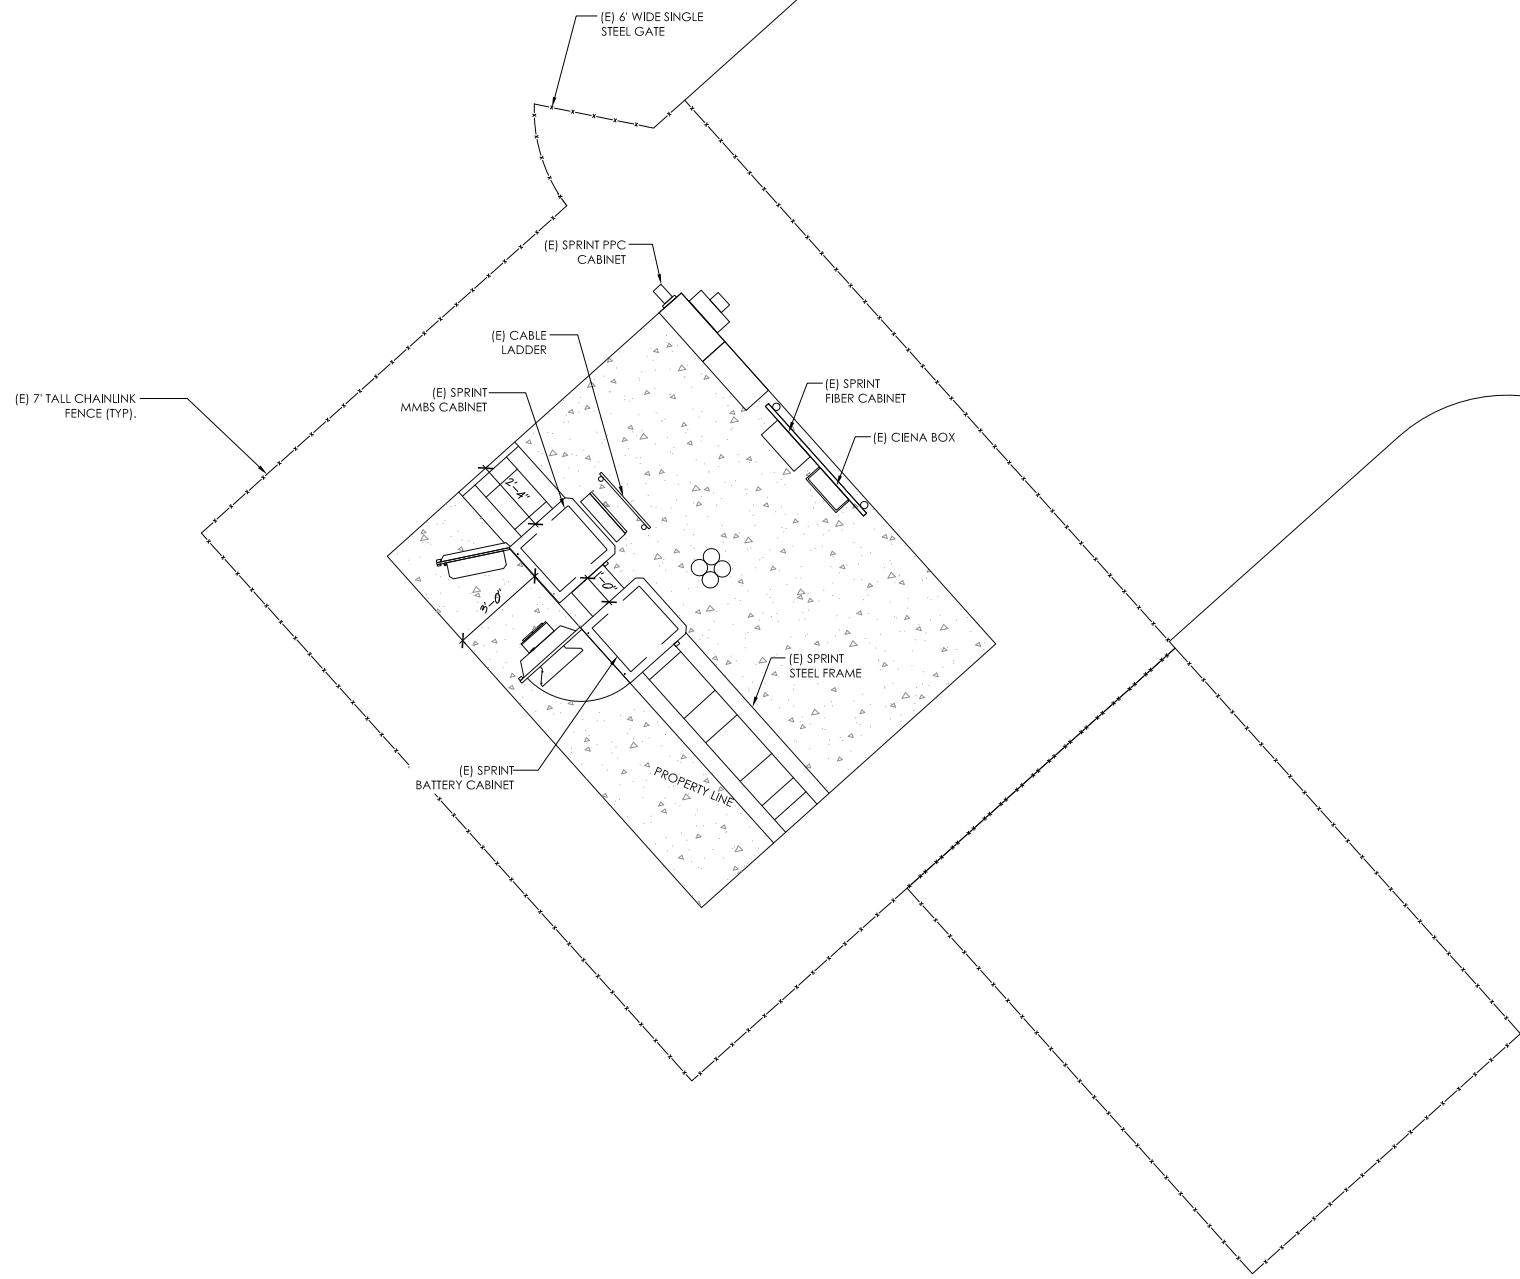 (E) 6' WIDE SINGLE
STEEL GATE
(E) SPRINT PPC
CABINET
(E) CABLE
LADDER
(E) SPRINT
MMBS CABINET
(E) 7' TALL CHAINLINK
FENCE (TYP).
(E) SPRINT
FIBER CABINET
(E) CIENA BOX
2'-4"
3'-0"
1'-0"
(E) SPRINT
STEEL FRAME
(E) SPRINT
BATTERY CABINET
PROPERTY LINE